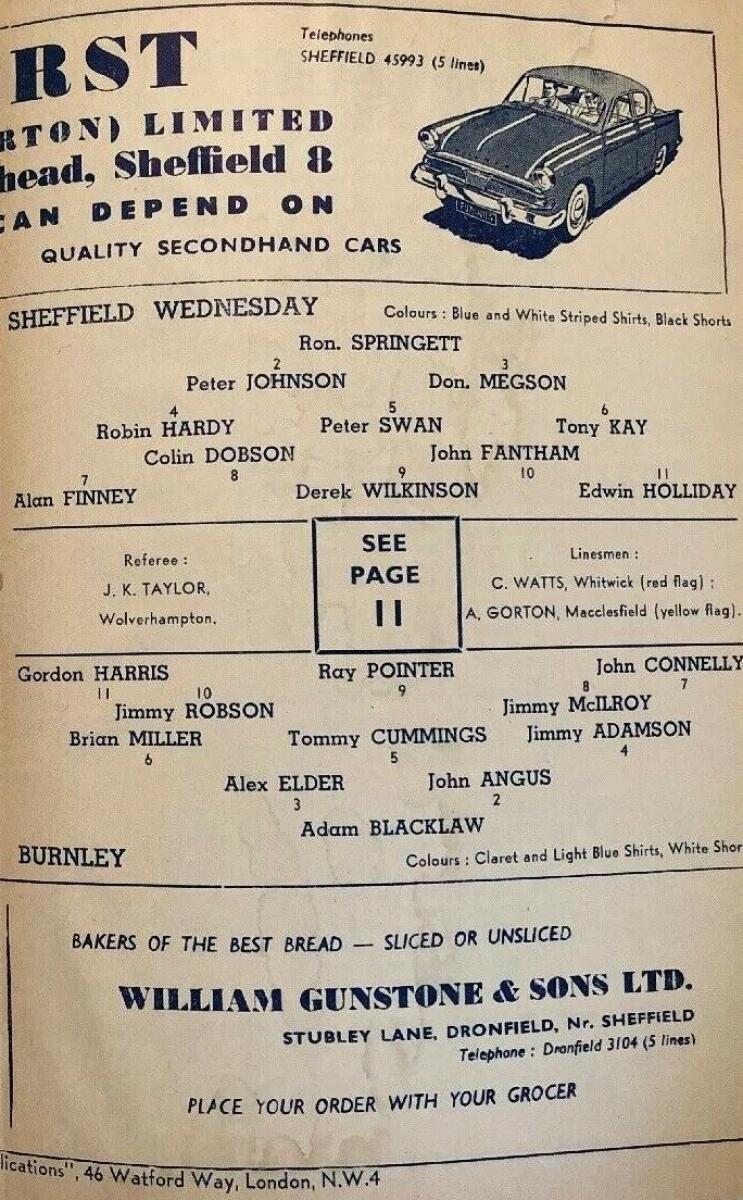 RST
Telephones
SHEFFIELD 45993 (5 lines)
RTON) LIMITED
head, Sheffield 8
CAN DEPEND ON
QUALITY SECONDHAND CARS
SHEFFIELD WEDNESDAY Colours : Blue and White Striped Shirts, Black Shorts
Ron. SPRINGETT
2 3
Peter JOHNSON Don. MEGSON
4 5 6
Robin HARDY Peter SWAN Tony KAY
Colin DOBSON John FANTHAM
7 8 9 10 11
Alan FINNEY Derek WILKINSON Edwin HOLLIDAY
Referee :
J. K. TAYLOR,
Wolverhampton.
SEE
PAGE
11
Linesmen :
C. WATTS, Whitwick (red flag) :
A. GORTON, Macclesfield (yellow flag).
Gordon HARRIS Ray POINTER John CONNELLY
11 10 9 8 7
Jimmy ROBSON Jimmy McILROY
Brian MILLER Tommy CUMMINGS Jimmy ADAMSON
6 5 4
Alex ELDER John ANGUS
3 2
Adam BLACKLAW
BURNLEY Colours : Claret and Light Blue Shirts, White Shor
BAKERS OF THE BEST BREAD — SLICED OR UNSLICED
WILLIAM GUNSTONE & SONS LTD.
STUBLEY LANE, DRONFIELD, Nr. SHEFFIELD
Telephone : Dronfield 3104 (5 lines)
PLACE YOUR ORDER WITH YOUR GROCER
lications", 46 Watford Way, London, N.W.4